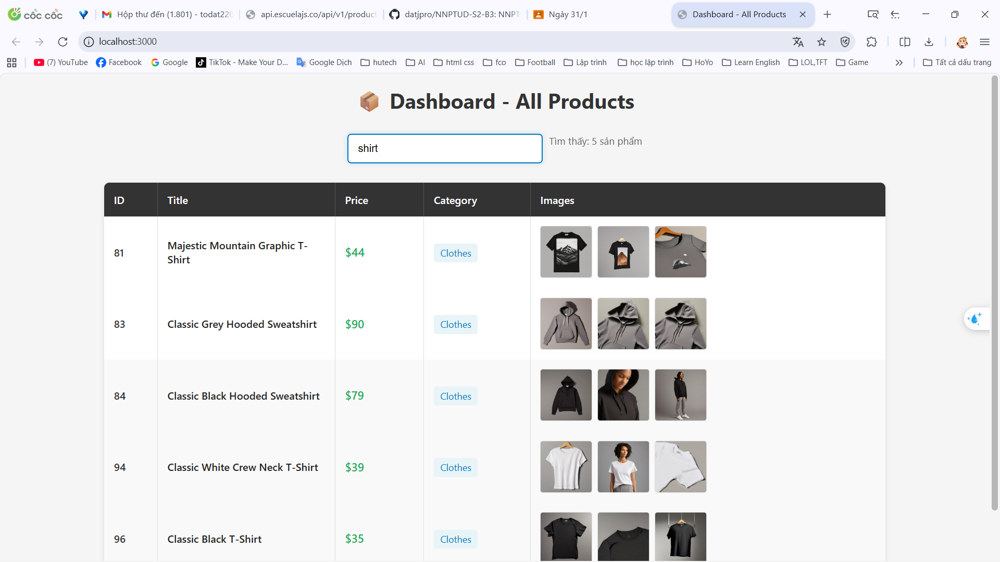 cốc cốc
Hộp thư đến (1.801) - todat220
api.escuelajs.co/api/v1/product
datjpro/NNPTUD-S2-B3: NNPT
Ngày 31/1
Dashboard - All Products
localhost:3000
(7) YouTube
Facebook
Google
TikTok - Make Your D...
Google Dịch
hutech
AI
html css
fco
Football
Lập trình
học lập trình
HoYo
Learn English
LOL,TFT
Game
Tất cả dấu trang
Dashboard - All Products
shirt
Tìm thấy: 5 sản phẩm
ID Title Price Category Images
81 Majestic Mountain Graphic T-
Shirt $44 Clothes
83 Classic Grey Hooded Sweatshirt $90 Clothes
84 Classic Black Hooded Sweatshirt $79 Clothes
94 Classic White Crew Neck T-Shirt $39 Clothes
96 Classic Black T-Shirt $35 Clothes